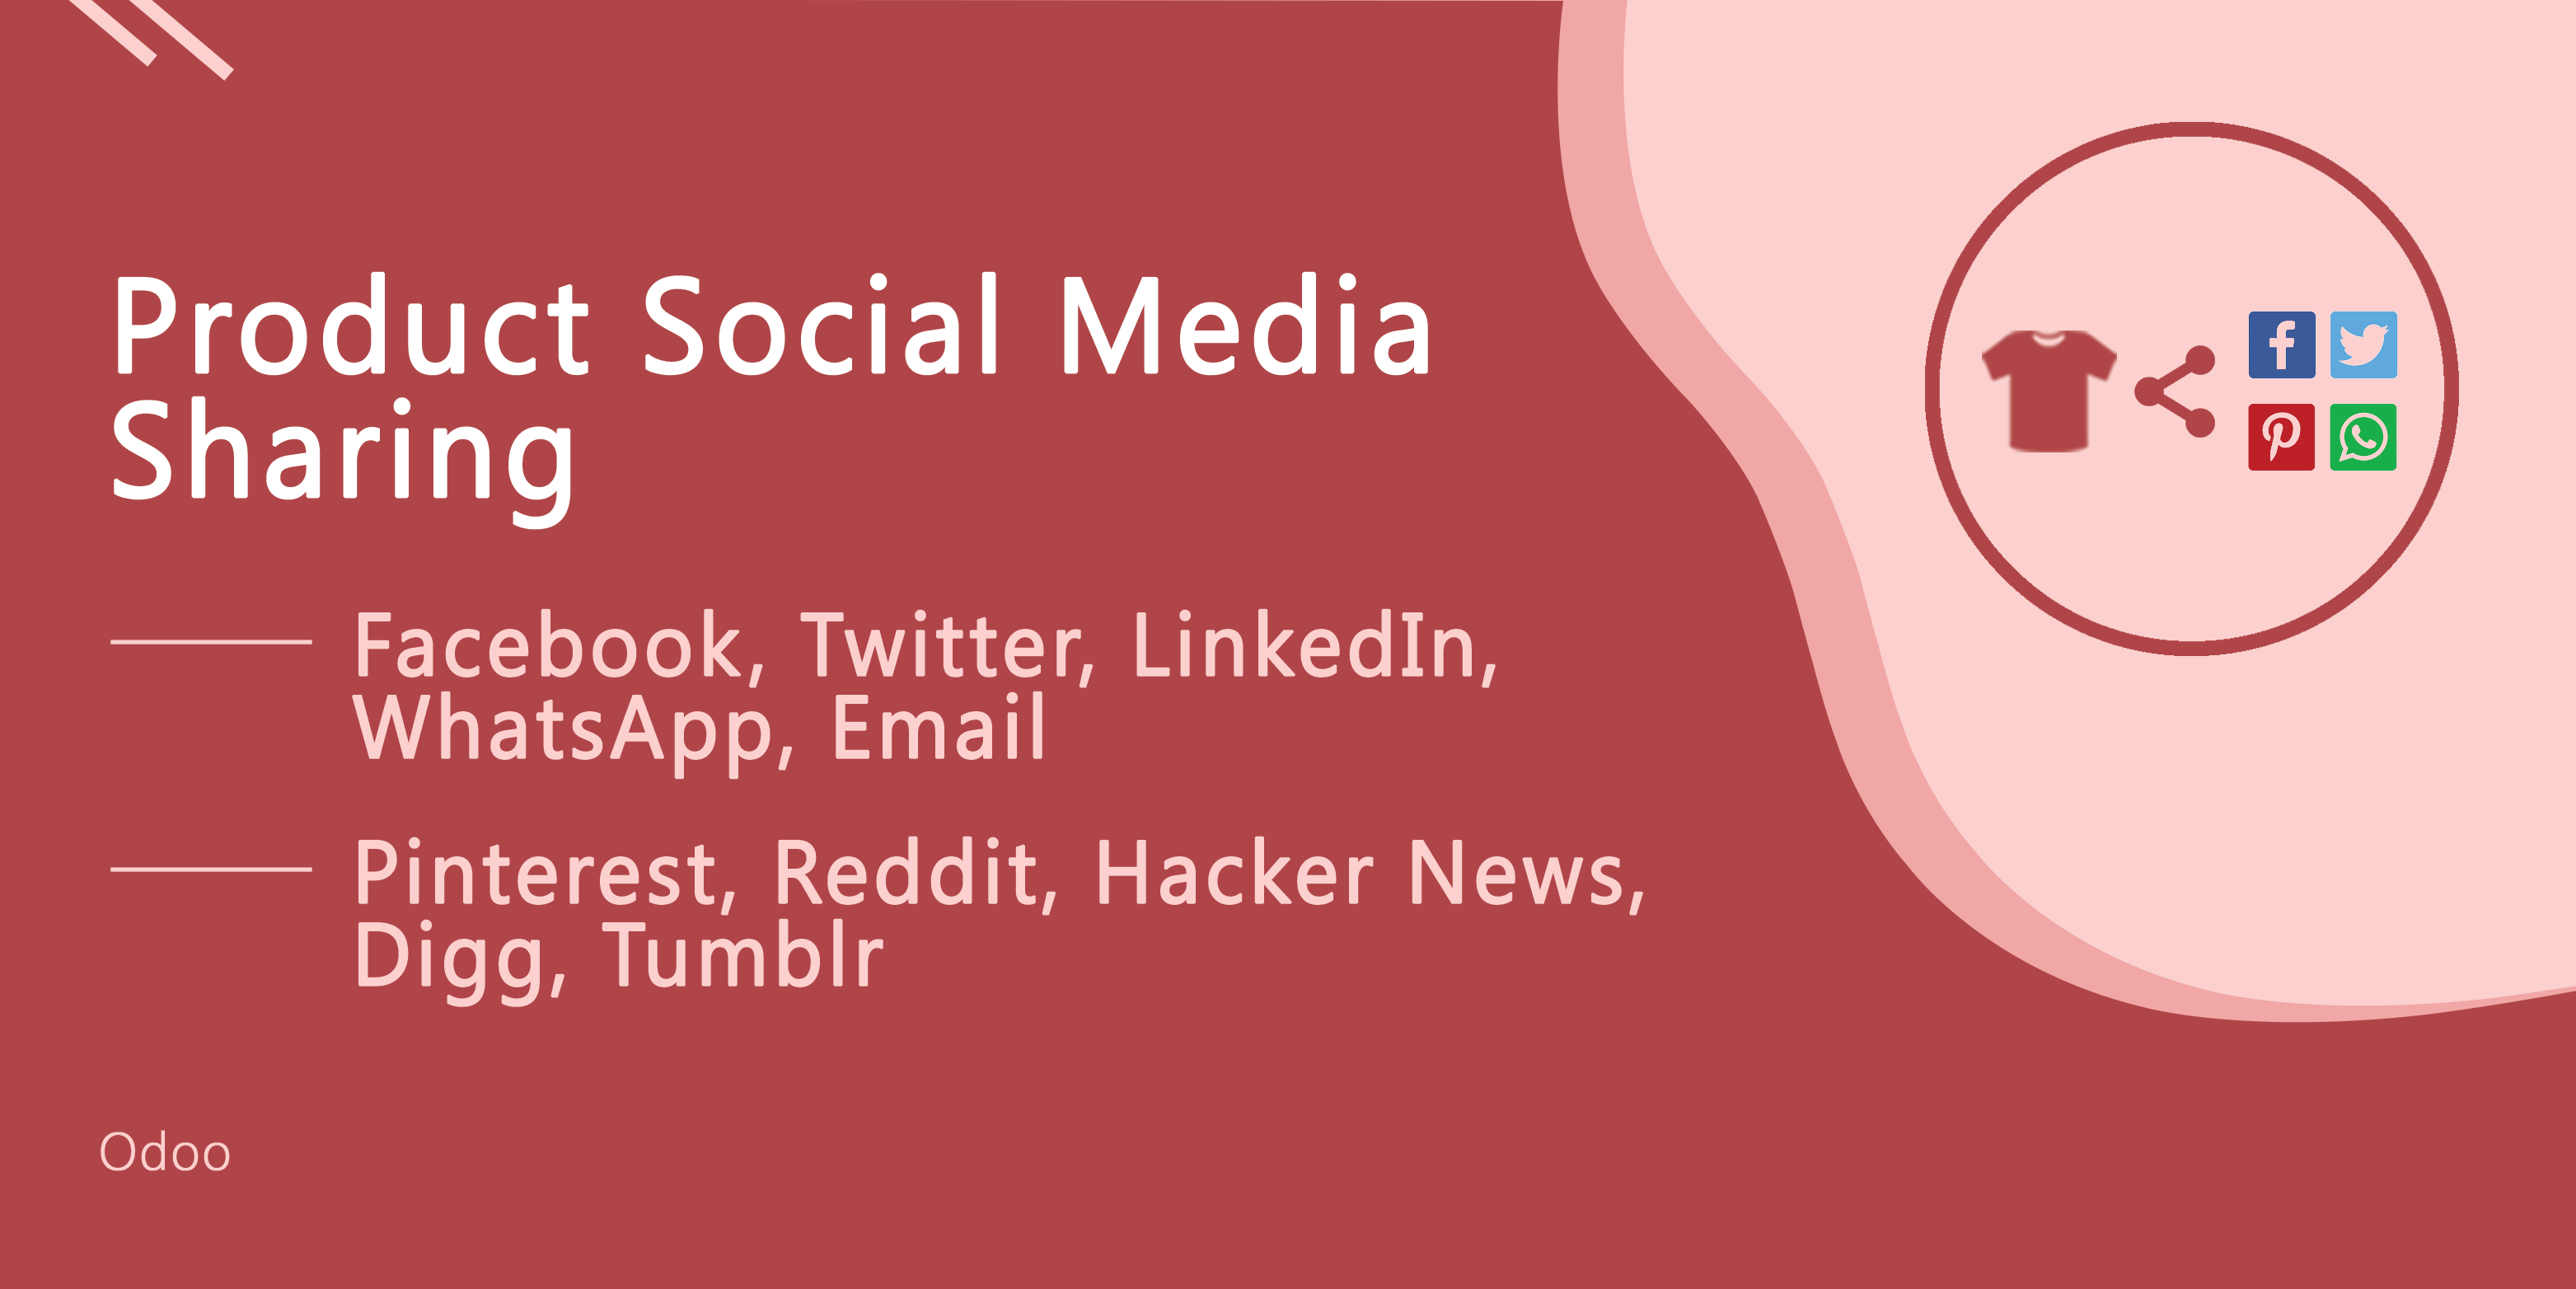 Product Social Media
Sharing
Facebook, Twitter, LinkedIn,
WhatsApp, Email
Pinterest, Reddit, Hacker News,
Digg, Tumblr
Odoo